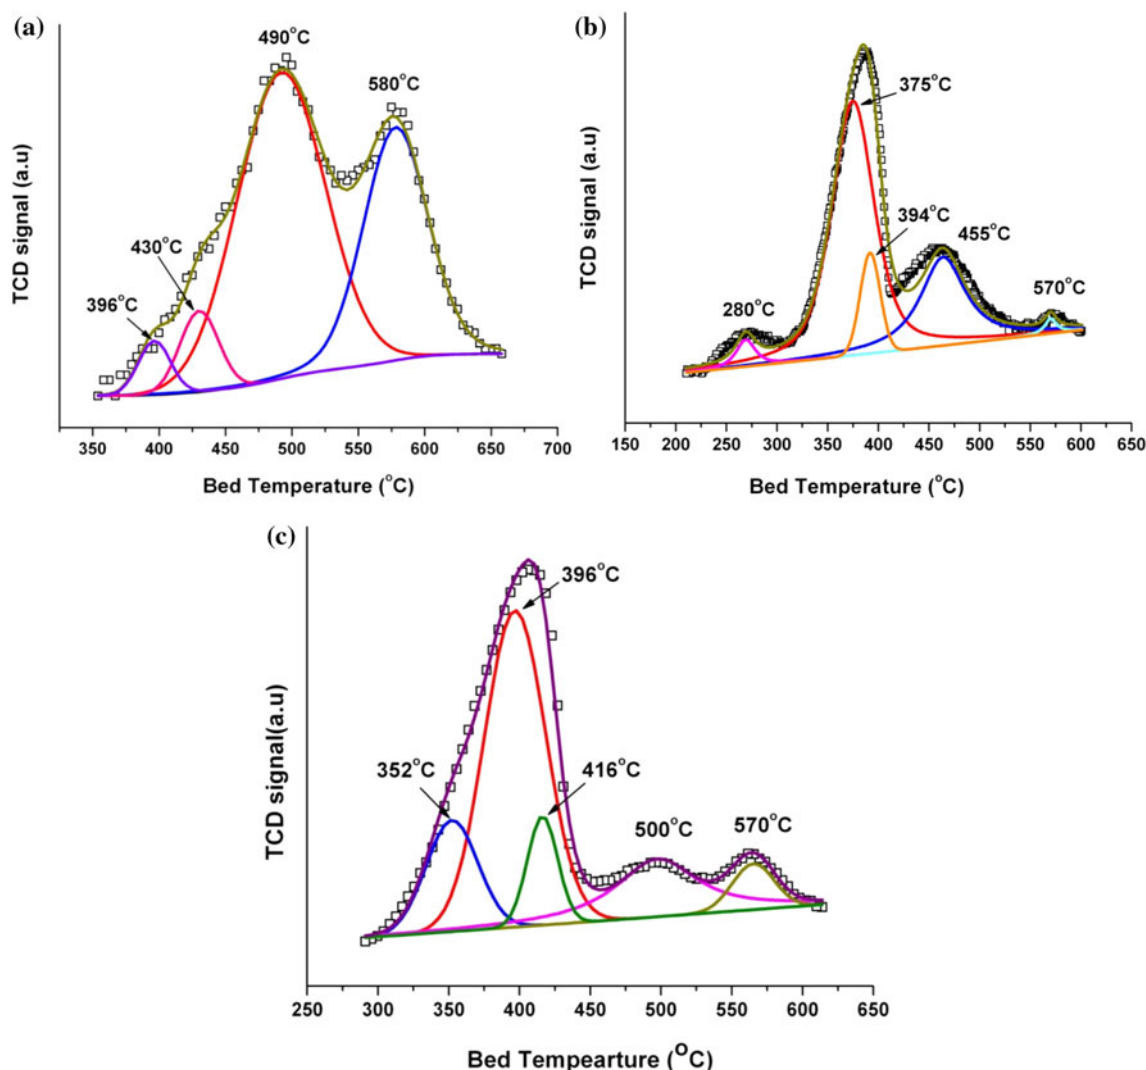 (a)
490°C
580°C
430°C
396°C
TCD signal (a.u)
350 400 450 500 550 600 650 700
Bed Temperature (°C)
(b)
375°C
394°C
455°C
280°C
570°C
TCD signal (a.u)
150 200 250 300 350 400 450 500 550 600 650
Bed Temperature (°C)
(c)
396°C
352°C
416°C
500°C
570°C
TCD signal(a.u)
250 300 350 400 450 500 550 600 650
Bed Tempearture (°C)